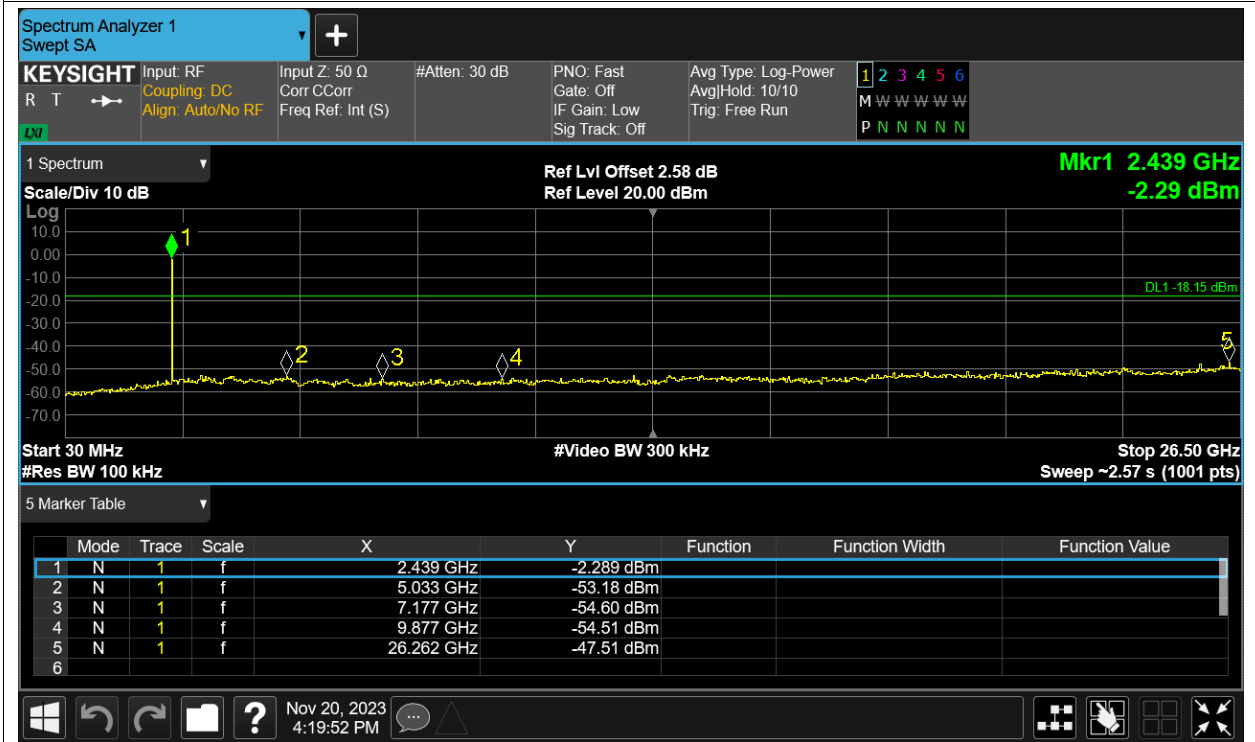 Spectrum Analyzer 1
Swept SA
+
KEYSIGHT Input: RF Input Z: 50 Ω #Atten: 30 dB PNO: Fast Avg Type: Log-Power 1 2 3 4 5 6
R T Coupling: DC Corr CCorr Gate: Off Avg|Hold: 10/10 M W W W W W
Align: Auto/No RF Freq Ref: Int (S) IF Gain: Low Trig: Free Run
LXI Sig Track: Off P N N N N N
1 Spectrum Ref Lvl Offset 2.58 dB Mkr1 2.439 GHz
Scale/Div 10 dB Ref Level 20.00 dBm -2.29 dBm
Log
10.0 1
0.00
-10.0
DL1 -18.15 dBm
-20.0
-30.0
-40.0 2 3 4 5
-50.0
-60.0
-70.0
Start 30 MHz #Video BW 300 kHz Stop 26.50 GHz
#Res BW 100 kHz Sweep ~2.57 s (1001 pts)
5 Marker Table
Mode Trace Scale X Y Function Function Width Function Value
1 N 1 f 2.439 GHz -2.289 dBm
2 N 1 f 5.033 GHz -53.18 dBm
3 N 1 f 7.177 GHz -54.60 dBm
4 N 1 f 9.877 GHz -54.51 dBm
5 N 1 f 26.262 GHz -47.51 dBm
6
? Nov 20, 2023
4:19:52 PM